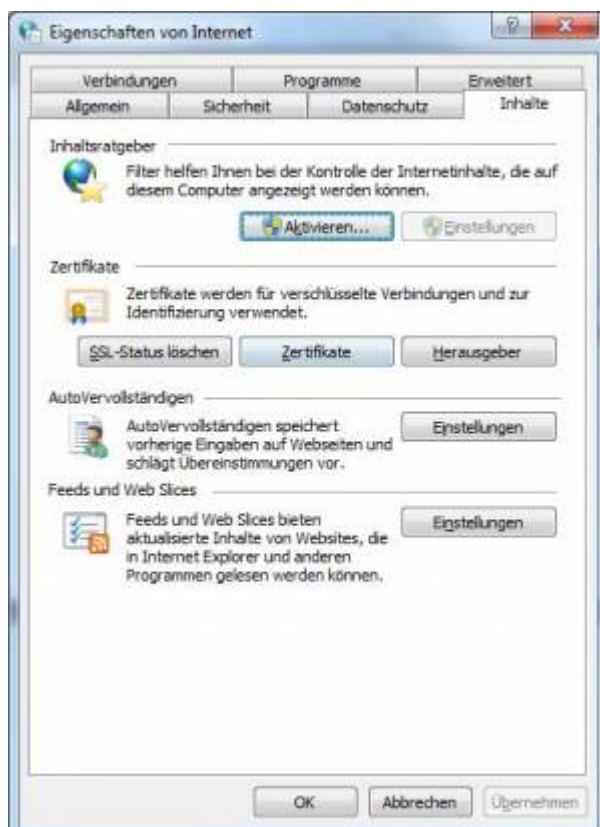 Eigenschaften von Internet
Verbindungen Programme Erweitert
Allgemein Sicherheit Datenschutz Inhalte
Inhaltsratgeber
Filter helfen Ihnen bei der Kontrolle der Internetinhalte, die auf
diesem Computer angezeigt werden können.
Aktivieren... Einstellungen
Zertifikate
Zertifikate werden für verschlüsselte Verbindungen und zur
Identifizierung verwendet.
SSL-Status löschen Zertifikate Herausgeber
AutoVervollständigen
AutoVervollständigen speichert
vorherige Eingaben auf Webseiten und
schlägt Übereinstimmungen vor.
Einstellungen
Feeds und Web Slices
Feeds und Web Slices bieten
aktualisierte Inhalte von Websites, die
in Internet Explorer und anderen
Programmen gelesen werden können.
Einstellungen
OK Abbrechen Übernehmen